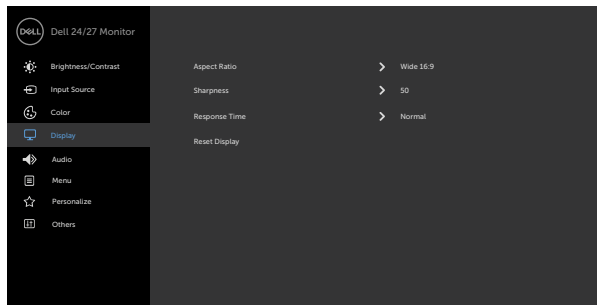 DELL
Dell 24/27 Monitor
Brightness/Contrast
Input Source
Color
Display
Audio
Menu
Personalize
Others
Aspect Ratio Wide 16:9
Sharpness 50
Response Time Normal
Reset Display